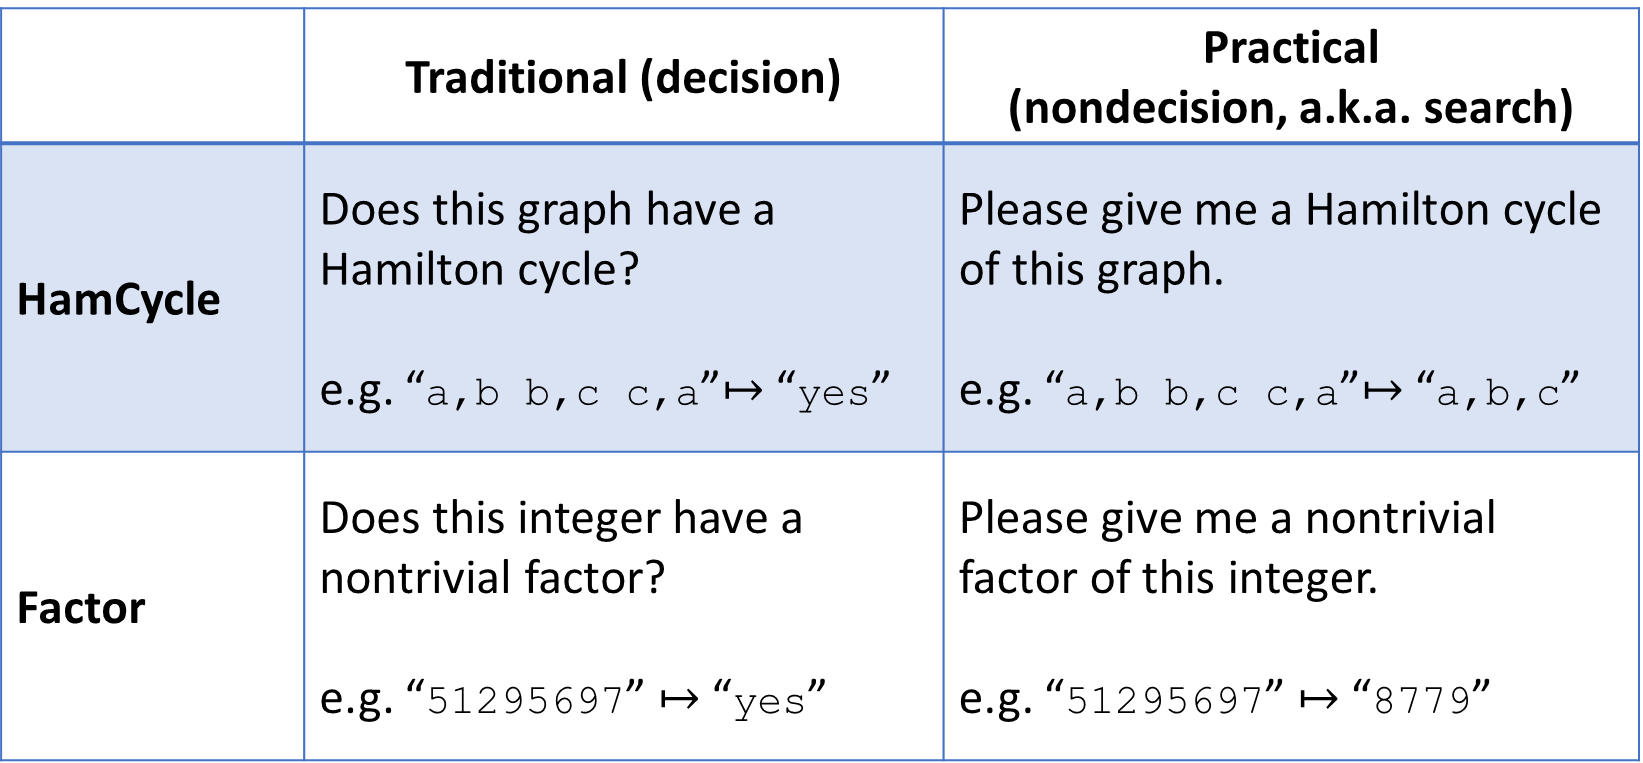 Traditional (decision)
Practical
(nondecision, a.k.a. search)
HamCycle
Does this graph have a
Hamilton cycle?
e.g. “a,b b,c c,a”↦ “yes”
Please give me a Hamilton cycle
of this graph.
e.g. “a,b b,c c,a”↦ “a,b,c”
Factor
Does this integer have a
nontrivial factor?
e.g. “51295697” ↦ “yes”
Please give me a nontrivial
factor of this integer.
e.g. “51295697” ↦ “8779”